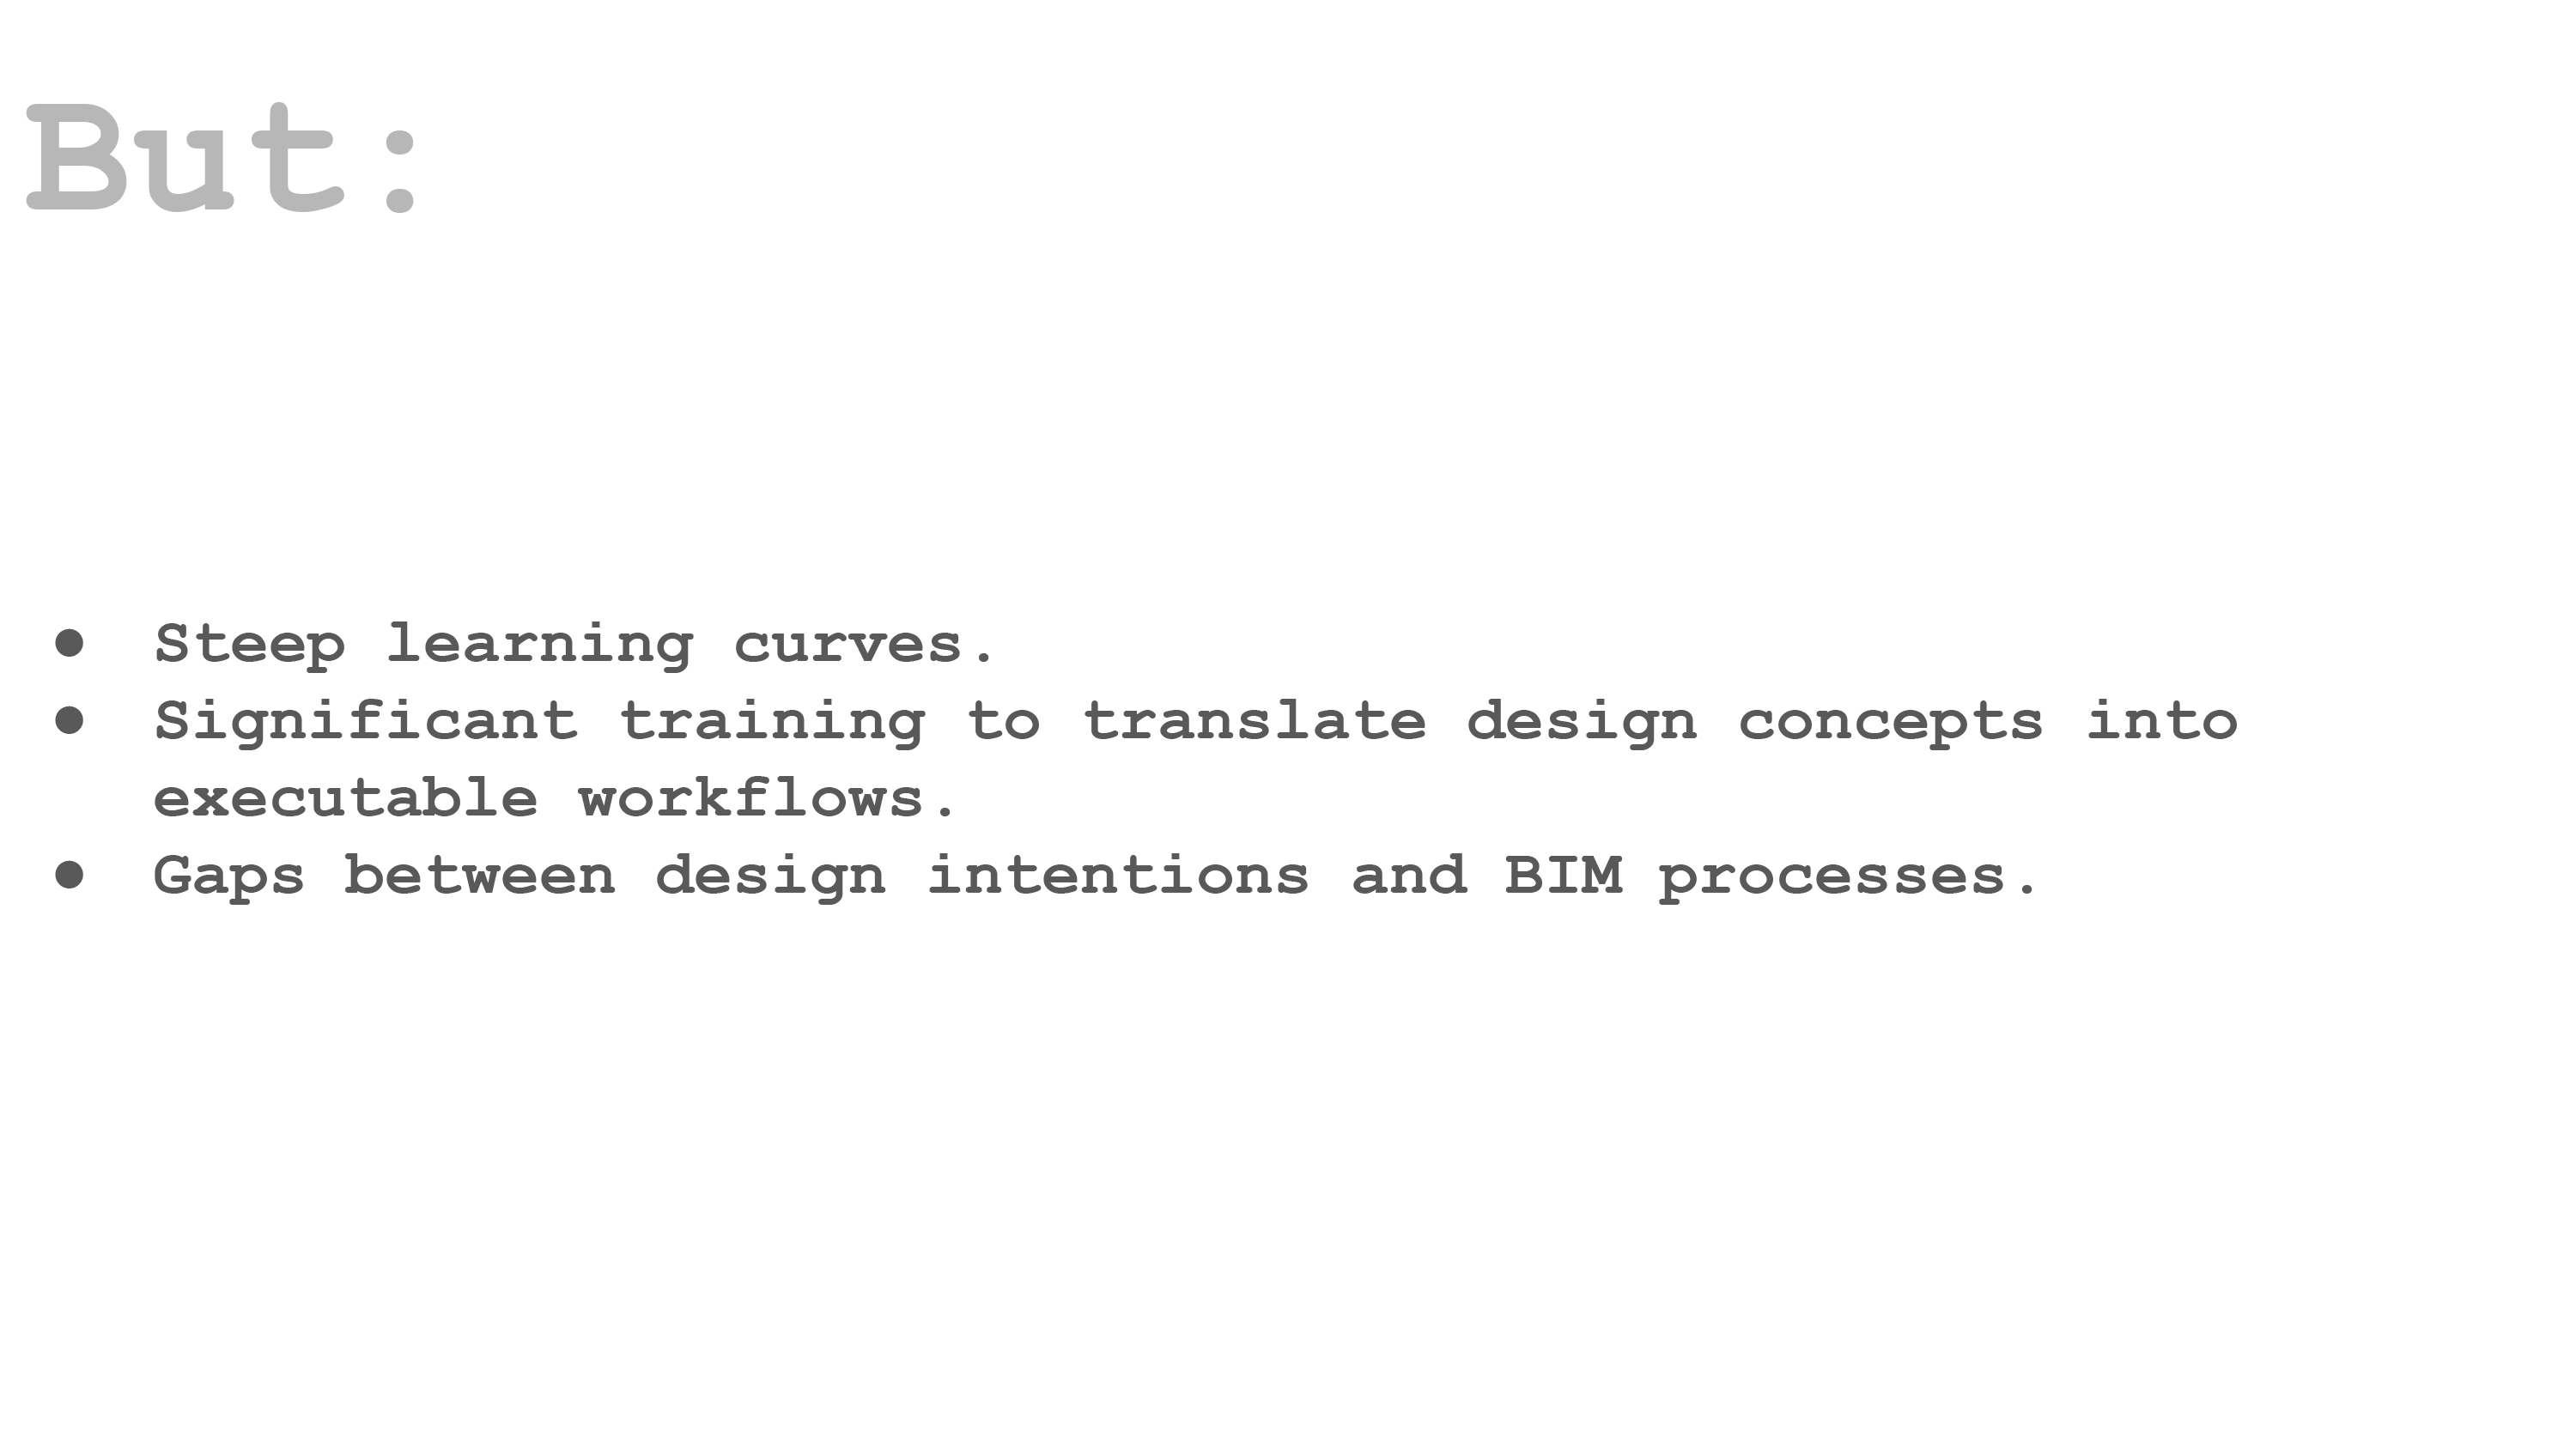 But:
● Steep learning curves.
● Significant training to translate design concepts into
executable workflows.
● Gaps between design intentions and BIM processes.